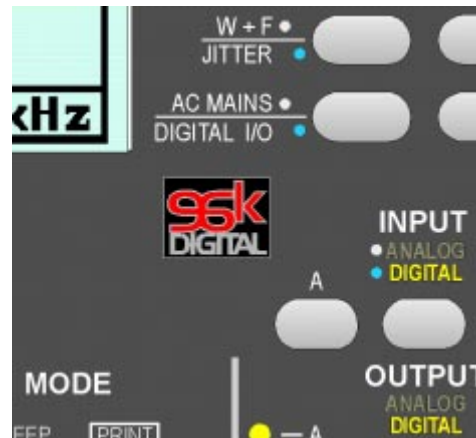 W + F
JITTER
kHz
AC MAINS
DIGITAL I/O
96k
DIGITAL
INPUT
ANALOG
DIGITAL
A
MODE
OUTPUT
ANALOG
DIGITAL
PRINT
A